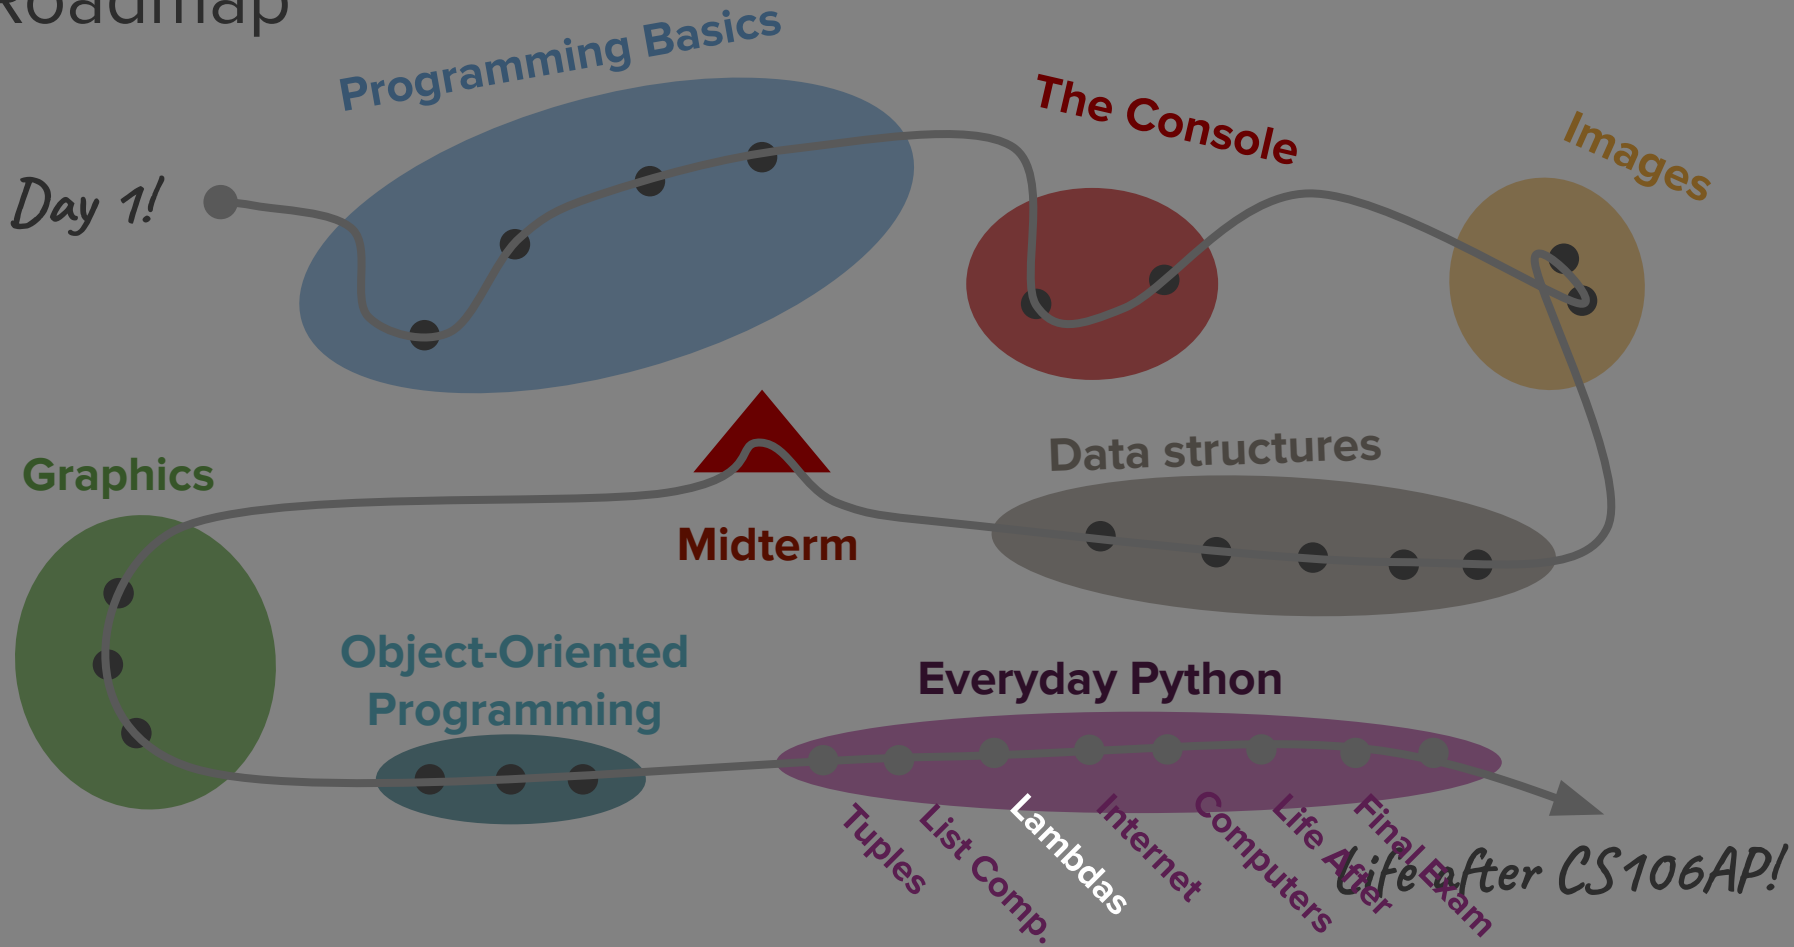 Roadmap
Programming Basics
The Console
Images
Day 1!
Graphics
Midterm
Data structures
Object-Oriented
Programming
Everyday Python
Tuples
List Comp.
Lambdas
Internet
Computers
Life After
Final Exam
Life after CS106AP!